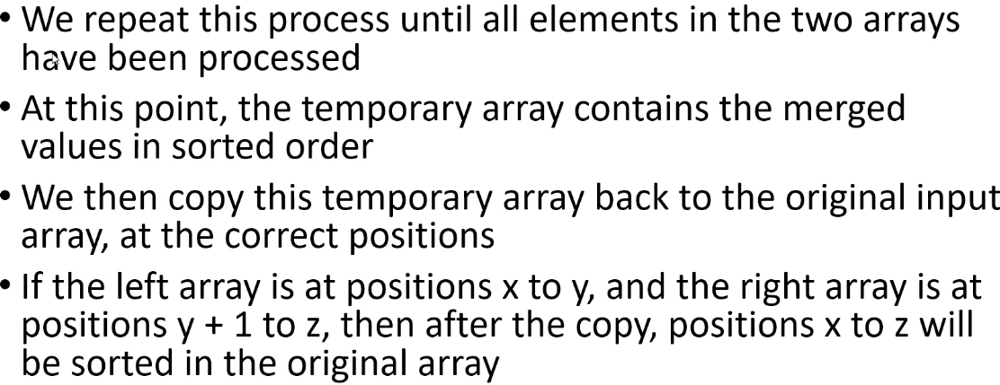 • We repeat this process until all elements in the two arrays
have been processed
• At this point, the temporary array contains the merged
values in sorted order
• We then copy this temporary array back to the original input
array, at the correct positions
• If the left array is at positions x to y, and the right array is at
positions y + 1 to z, then after the copy, positions x to z will
be sorted in the original array